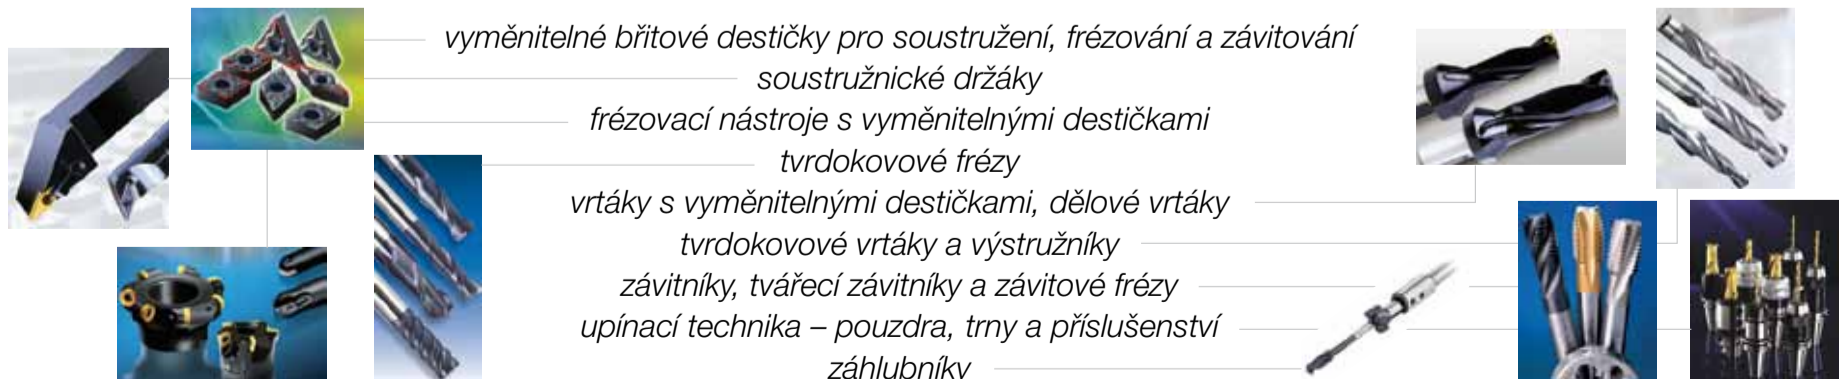 vyměnitelné břitové destičky pro soustružení, frézování a závitování
soustružnické držáky
frézovací nástroje s vyměnitelnými destičkami
tvrdokovové frézy
vrtáky s vyměnitelnými destičkami, dělové vrtáky
tvrdokovové vrtáky a výstružníky
závitníky, tvářecí závitníky a závitové frézy
upínací technika – pouzdra, trny a příslušenství
záhlubníky